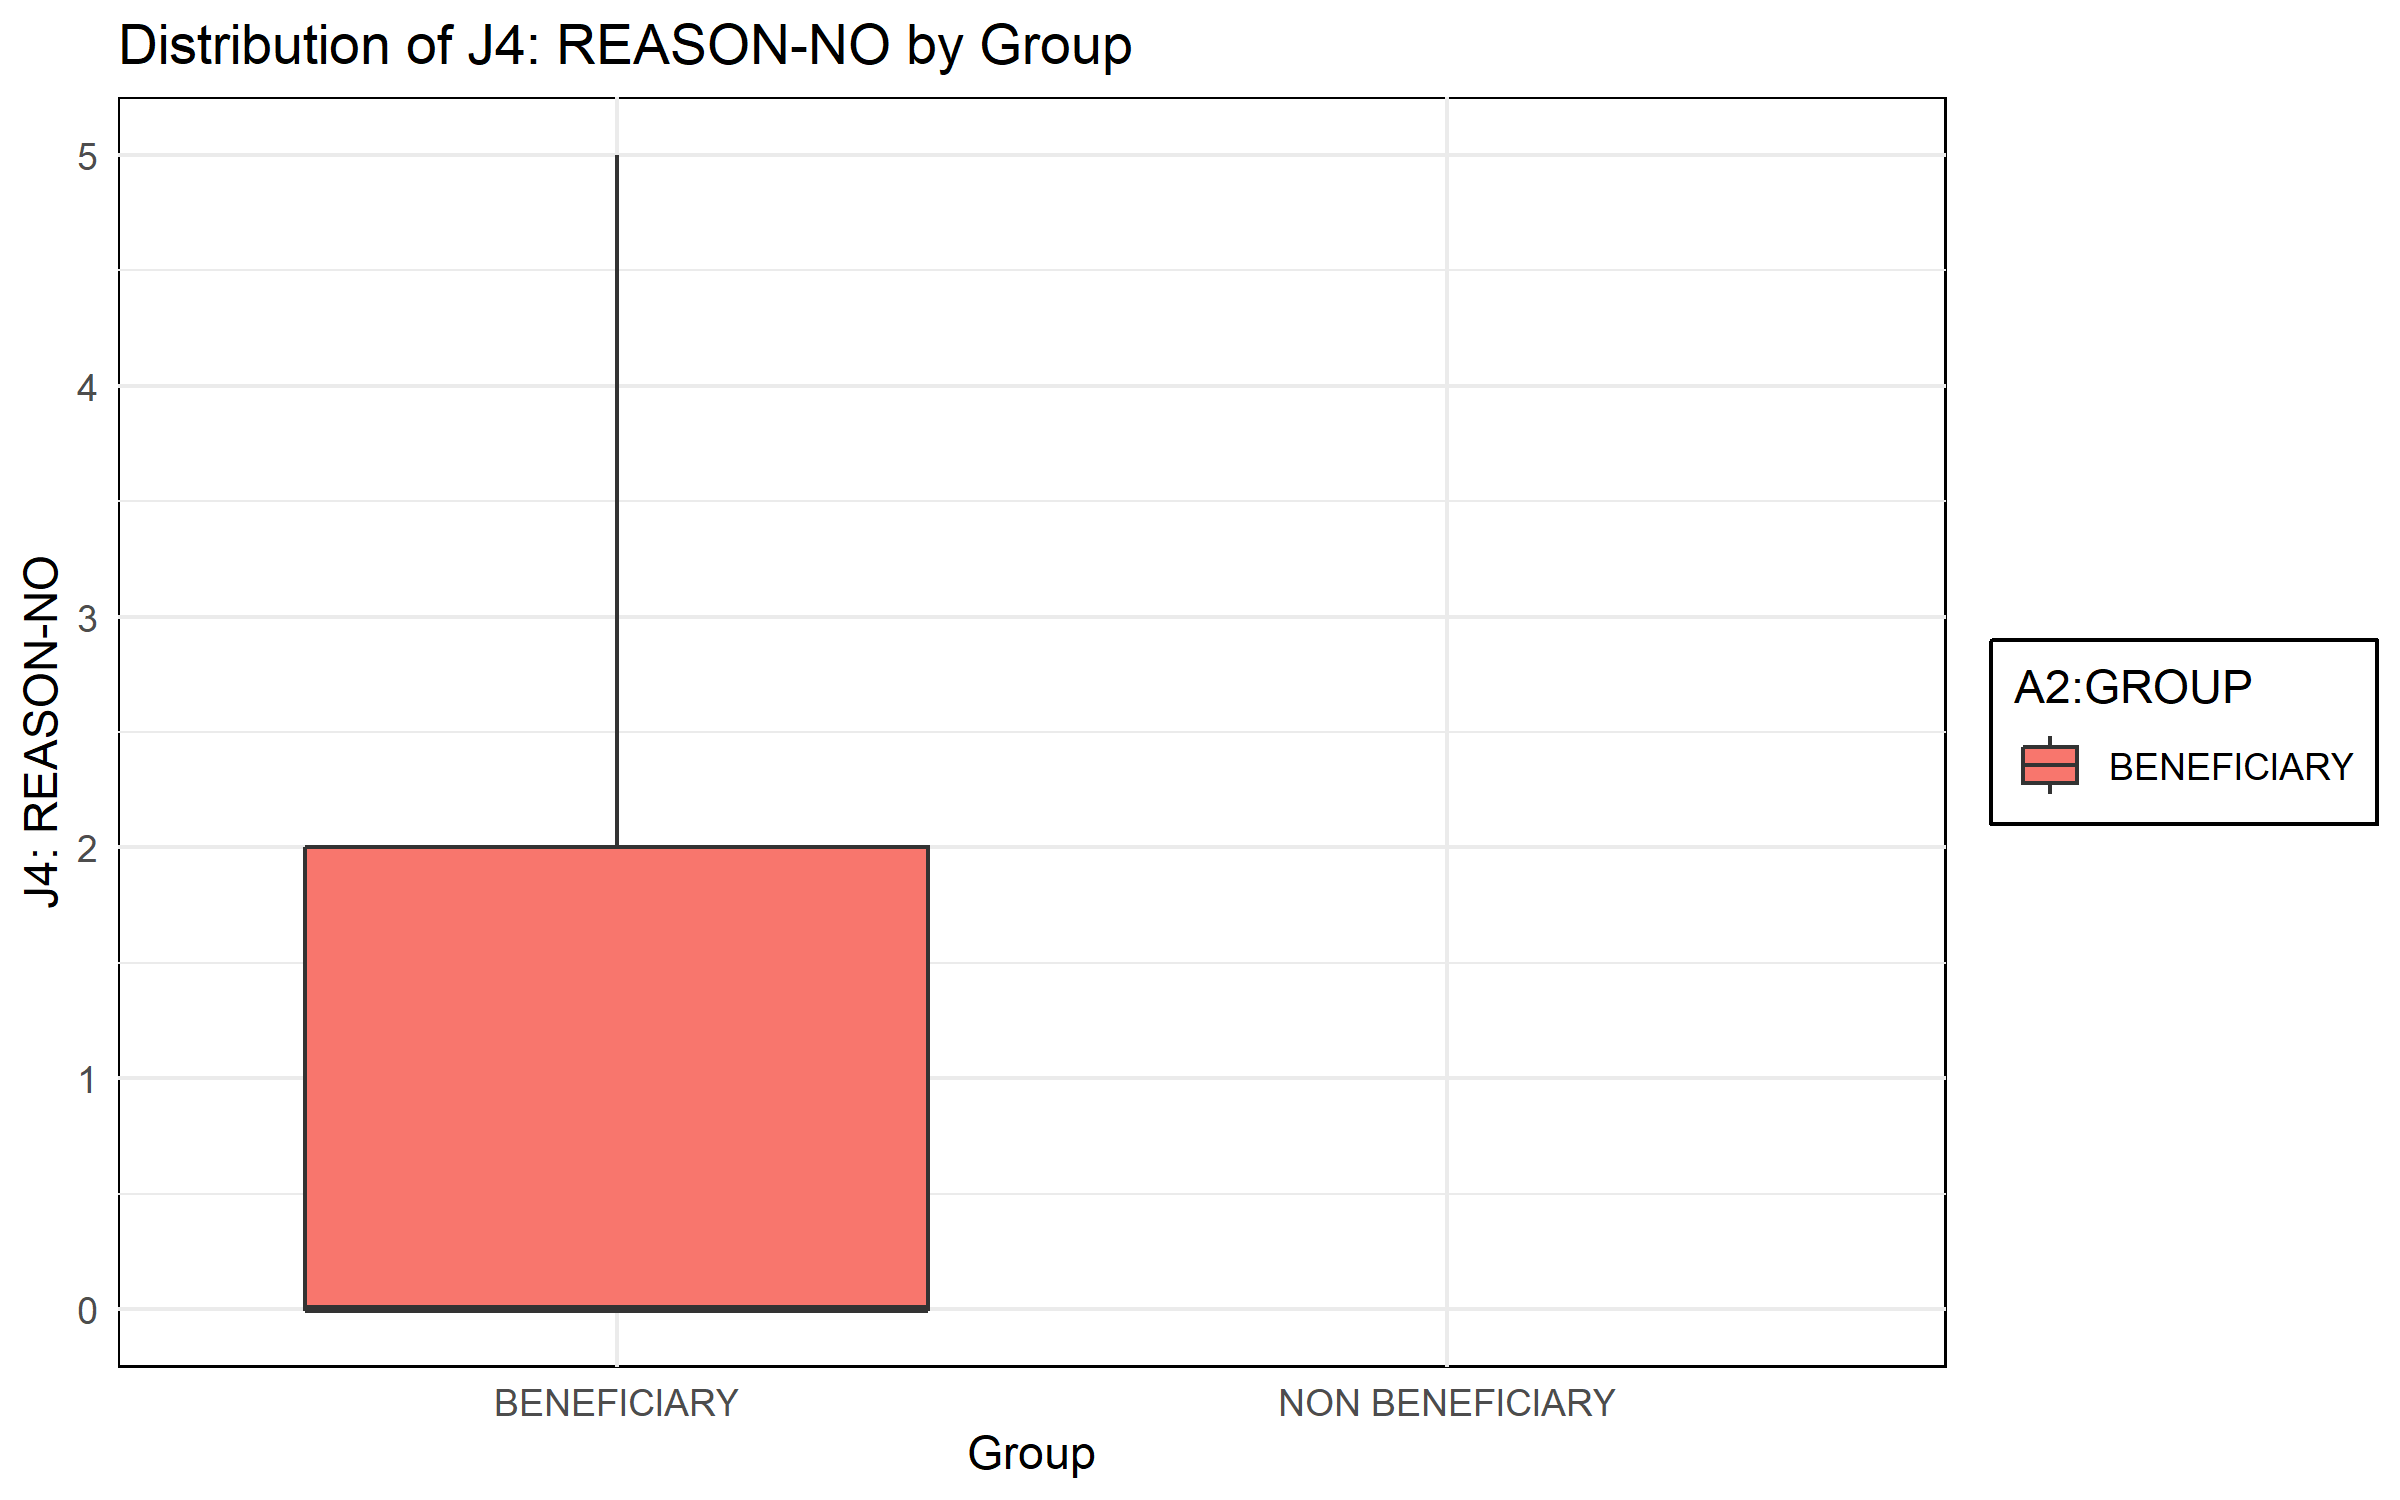 Distribution of J4: REASON-NO by Group
J4: REASON-NO
5
4
3
2
1
0
BENEFICIARY
NON BENEFICIARY
Group
A2:GROUP
BENEFICIARY